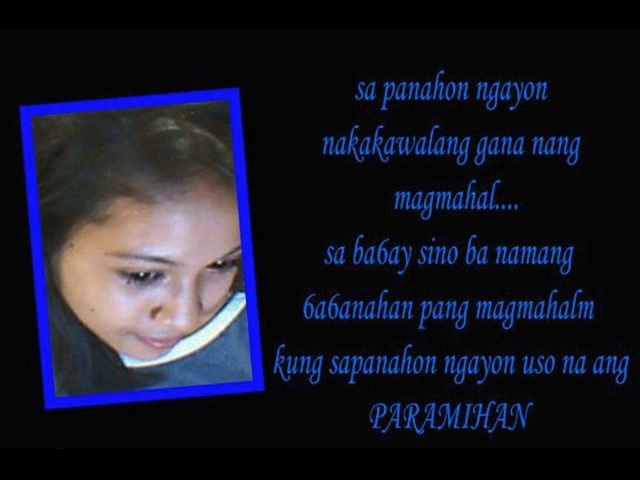 sa panahon ngayon
nakakawalang gana nang
magmahal....
sa ba6ay sino ba namang
6a6anahan pang magmahalm
kung sapanahon ngayon uso na ang
PARAMIHAN